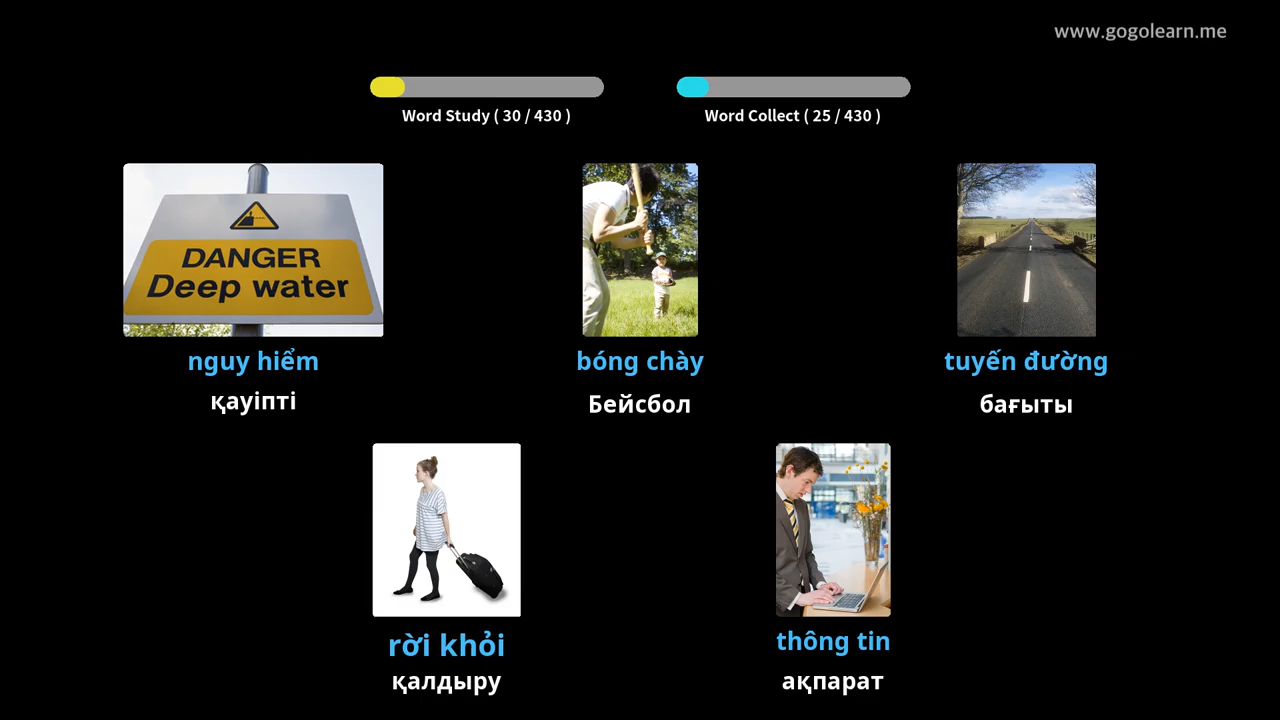 www.gogolearn.me
Word Study ( 30 / 430 )
Word Collect ( 25 / 430 )
DANGER
Deep water
nguy hiểm
қауіпті
bóng chày
Бейсбол
tuyến đường
бағыты
rời khỏi
қалдыру
thông tin
ақпарат